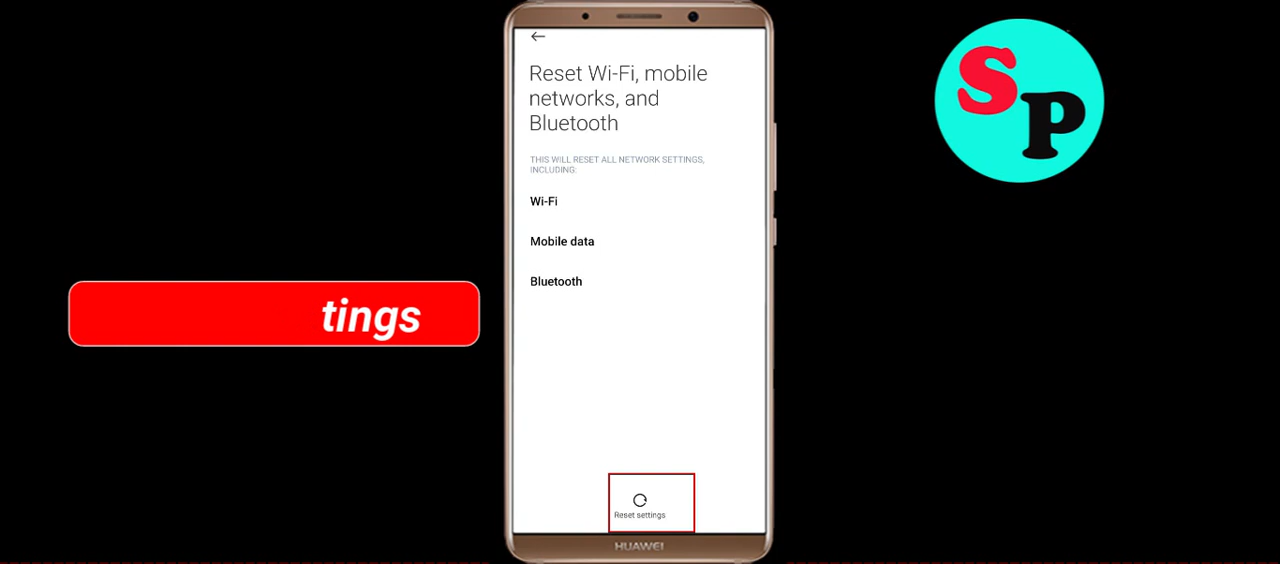 Reset Wi-Fi, mobile
networks, and
Bluetooth
THIS WILL RESET ALL NETWORK SETTINGS,
INCLUDING:
Wi-Fi
Mobile data
Bluetooth
Reset settings
HUAWEI
tings
SP